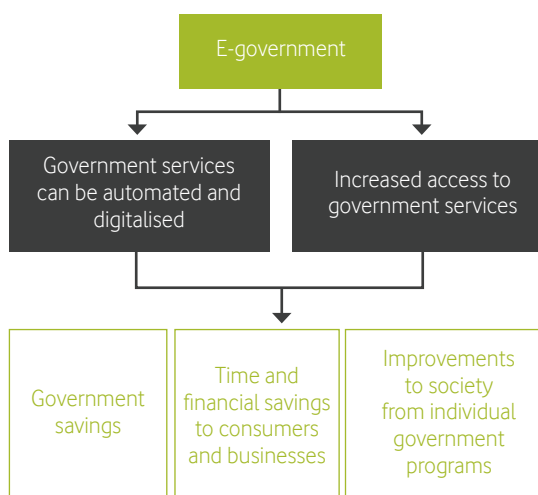 E-government
Government services
can be automated and
digitalised
Increased access to
government services
Government
savings
Time and
financial savings
to consumers
and businesses
Improvements
to society
from individual
government
programs